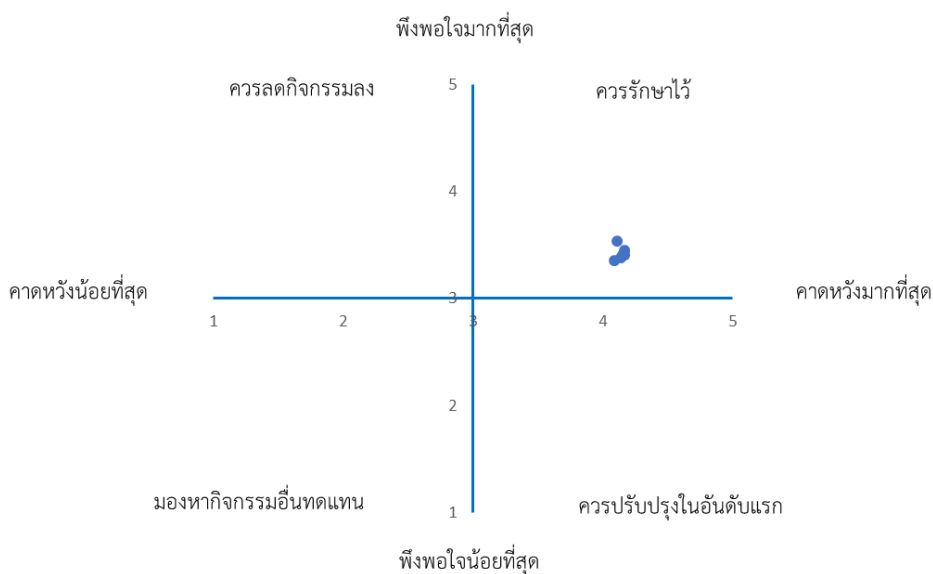 พึงพอใจมากที่สุด
ควรลดกิจกรรมลง
5
ควรรักษาไว้
4
คาดหวังน้อยที่สุด
3
คาดหวังมากที่สุด
1 2 3 4 5
2
มองหากิจกรรมอื่นทดแทน
1
ควรปรับปรุงในอันดับแรก
พึงพอใจน้อยที่สุด